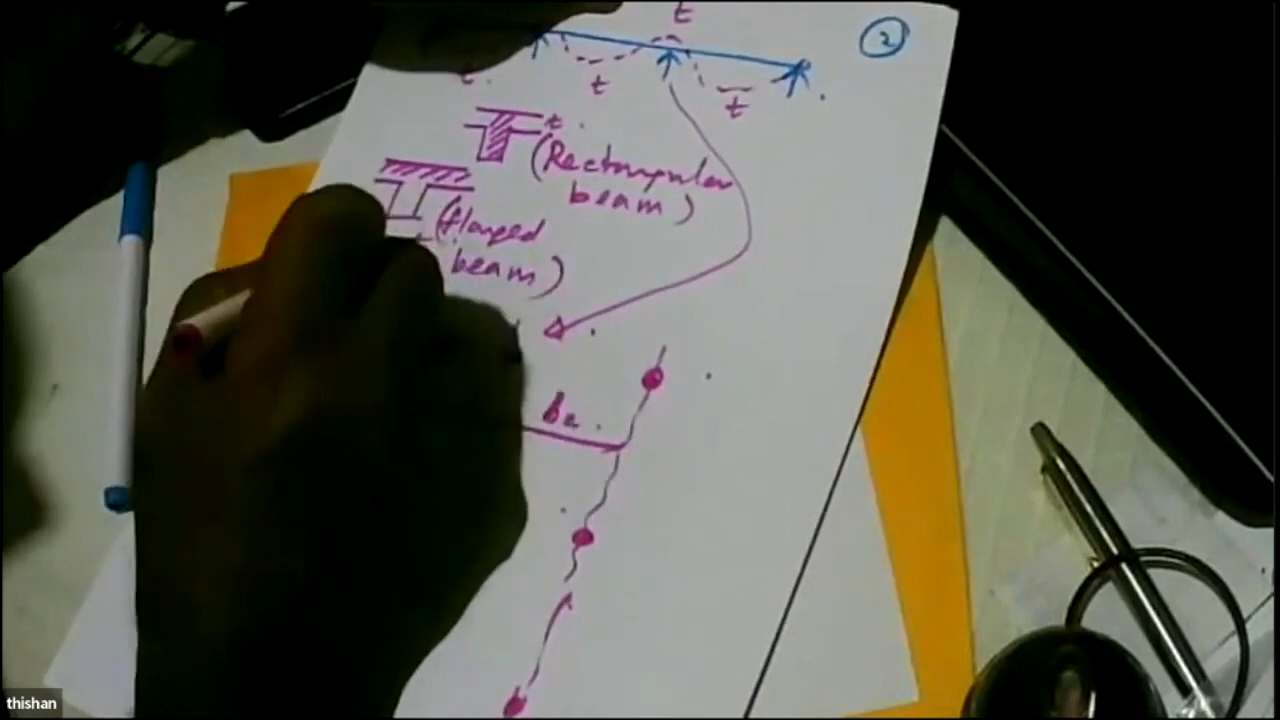 t
2
t
t
t.
t.
(Rectangular
beam)
(flanged
beam)
be.
thishan